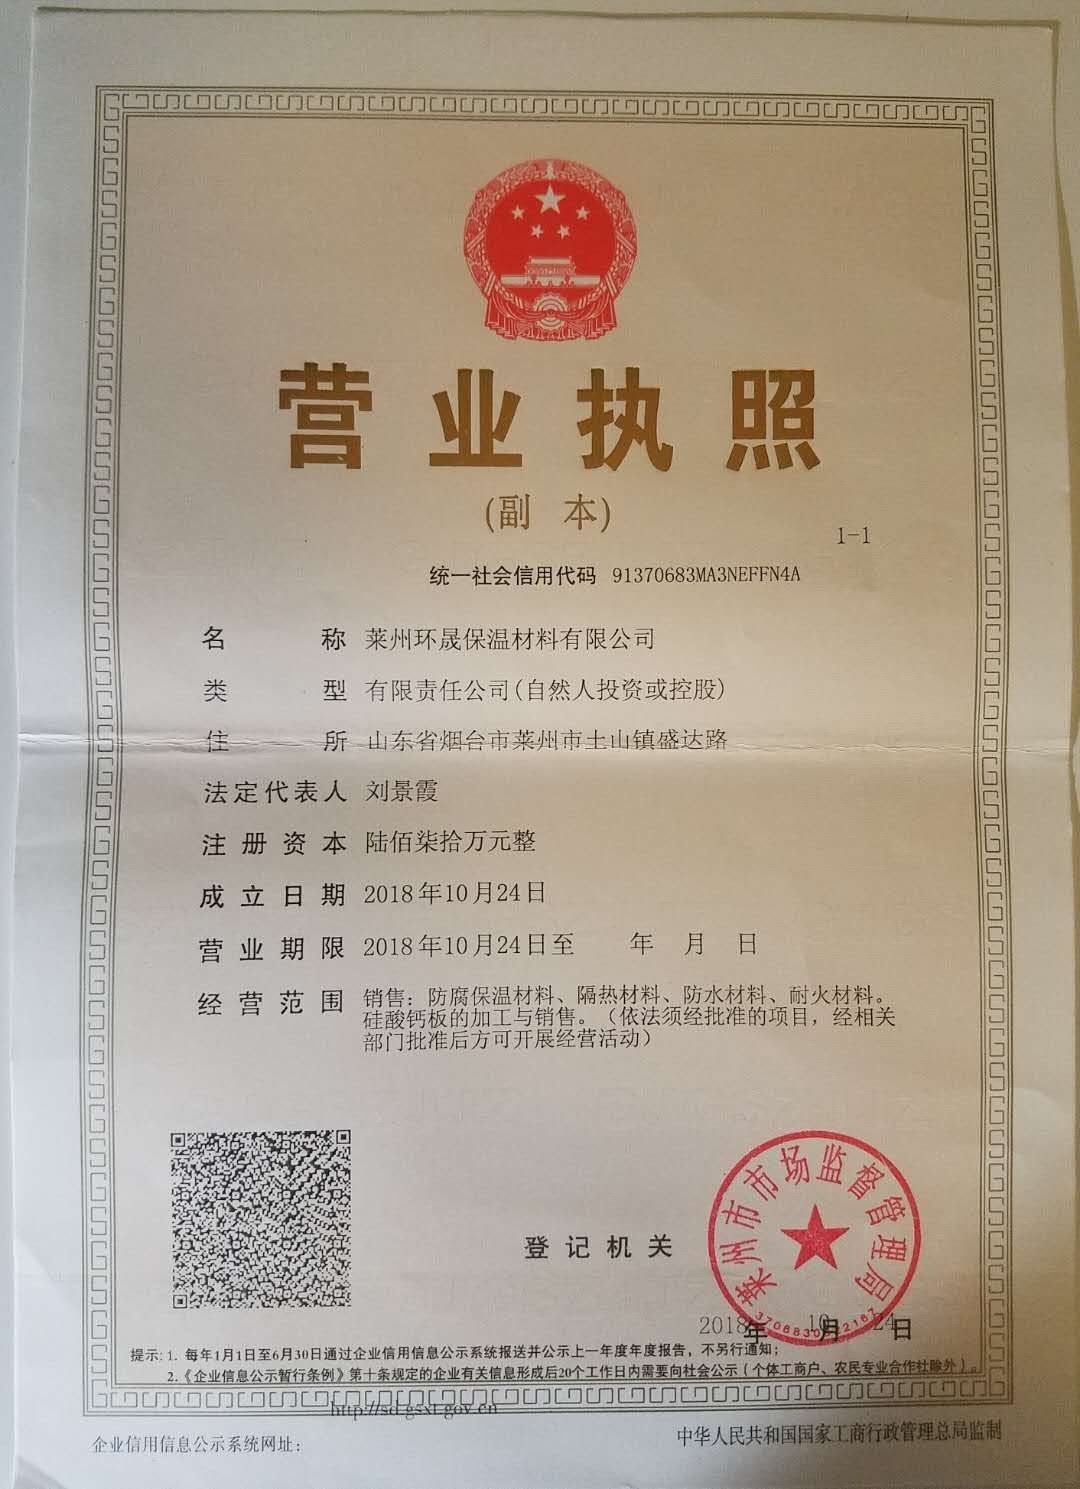 营业执照
(副 本)
1-1
统一社会信用代码 91370683MA3NEFFN4A
名 称 莱州环晟保温材料有限公司
类 型 有限责任公司(自然人投资或控股)
住 所 山东省烟台市莱州市土山镇盛达路
法定代表人 刘景霞
注册资本 陆佰柒拾万元整
成立日期 2018年10月24日
营业期限 2018年10月24日至 年 月 日
经营范围 销售：防腐保温材料、隔热材料、防水材料、耐火材料。
硅酸钙板的加工与销售。（依法须经批准的项目，经相关
部门批准后方可开展经营活动）
莱州市市场监督管理局
登记机关
2018年 10月 24日
提示：1. 每年1月1日至6月30日通过企业信用信息公示系统报送并公示上一年度年度报告，不另行通知；
2.《企业信息公示暂行条例》第十条规定的企业有关信息形成后20个工作日内需要向社会公示（个体工商户、农民专业合作社除外）。
http://sd.gsxt.gov.cn
企业信用信息公示系统网址：
中华人民共和国国家工商行政管理总局监制